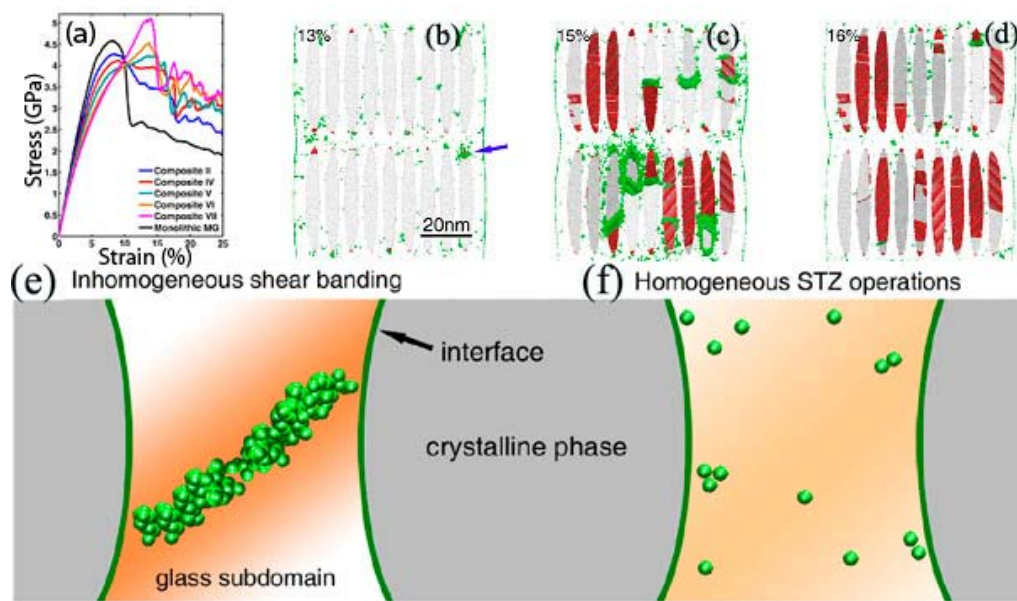 (a)
Stress (GPa)
5
4.5
4
3.5
3
2.5
2
1.5
1
0.5
0
0 5 10 15 20 25
Strain (%)
Composite II
Composite IV
Composite V
Composite VI
Composite VII
Monolithic MG
13% (b)
20nm
15% (c)
16% (d)
(e) Inhomogeneous shear banding
interface
crystalline phase
glass subdomain
(f) Homogeneous STZ operations